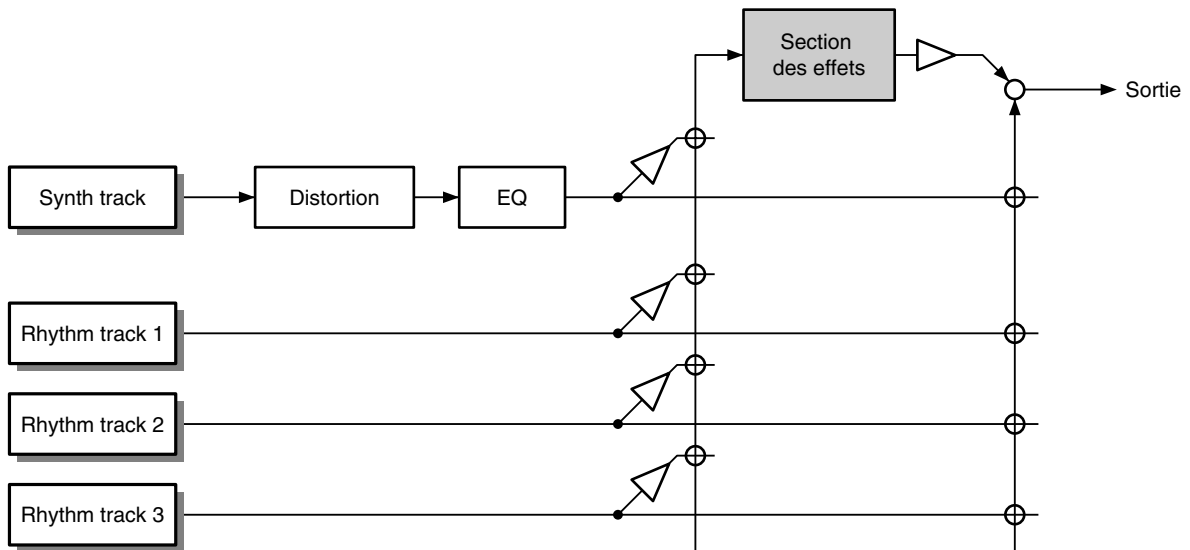 Section
des effets
Sortie
Synth track
Distortion
EQ
Rhythm track 1
Rhythm track 2
Rhythm track 3